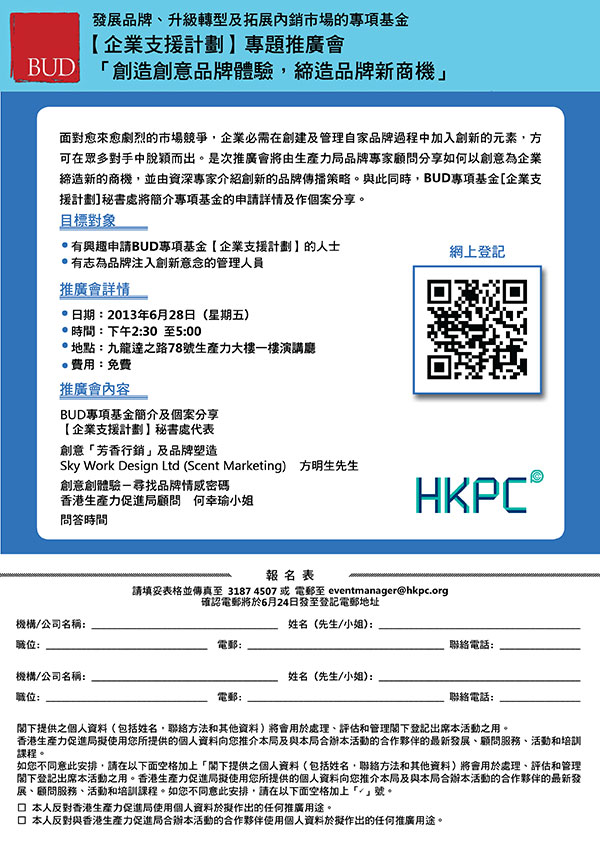 發展品牌、升級轉型及拓展內銷市場的專項基金
BUD
【企業支援計劃】專題推廣會
「創造創意品牌體驗，締造品牌新商機」
面對愈來愈劇烈的市場競爭，企業必需在創建及管理自家品牌過程中加入創新的元素，方
可在眾多對手中脫穎而出。是次推廣會將由生產力局品牌專家顧問分享如何以創意為企業
締造新的商機，並由資深專家介紹創新的品牌傳播策略。與此同時，BUD專項基金[企業支
援計劃]秘書處將簡介專項基金的申請詳情及作個案分享。
目標對象
• 有興趣申請BUD專項基金【企業支援計劃】的人士
• 有志為品牌注入創新意念的管理人員
網上登記
推廣會詳情
• 日期：2013年6月28日（星期五）
• 時間：下午2:30 至5:00
• 地點：九龍達之路78號生產力大樓一樓演講廳
• 費用：免費
推廣會內容
BUD專項基金簡介及個案分享
【企業支援計劃】秘書處代表
創意「芳香行銷」及品牌塑造
Sky Work Design Ltd (Scent Marketing) 方明生先生
創意創體驗－尋找品牌情感密碼
香港生產力促進局顧問 何幸瑜小姐
問答時間
HKPC
報 名 表
請填妥表格並傳真至 3187 4507 或 電郵至 eventmanager@hkpc.org
確認電郵將於6月24日發至登記電郵地址
機構/公司名稱: 姓名（先生/小姐）:
職位: 電郵: 聯絡電話:
機構/公司名稱: 姓名（先生/小姐）:
職位: 電郵: 聯絡電話:
閣下提供之個人資料（包括姓名，聯絡方法和其他資料）將會用於處理、評估和管理閣下登記出席本活動之用。
香港生產力促進局擬使用您所提供的個人資料向您推介本局及與本局合辦本活動的合作夥伴的最新發展、顧問服務、活動和培訓
課程。
如您不同意此安排，請在以下面空格加上「閣下提供之個人資料（包括姓名，聯絡方法和其他資料）將會用於處理、評估和管理
閣下登記出席本活動之用。香港生產力促進局擬使用您所提供的個人資料向您推介本局及與本局合辦本活動的合作夥伴的最新發
展、顧問服務、活動和培訓課程。如您不同意此安排，請在以下面空格加上「✓」號。
□ 本人反對香港生產力促進局使用個人資料於擬作出的任何推廣用途。
□ 本人反對與香港生產力促進局合辦本活動的合作夥伴使用個人資料於擬作出的任何推廣用途。